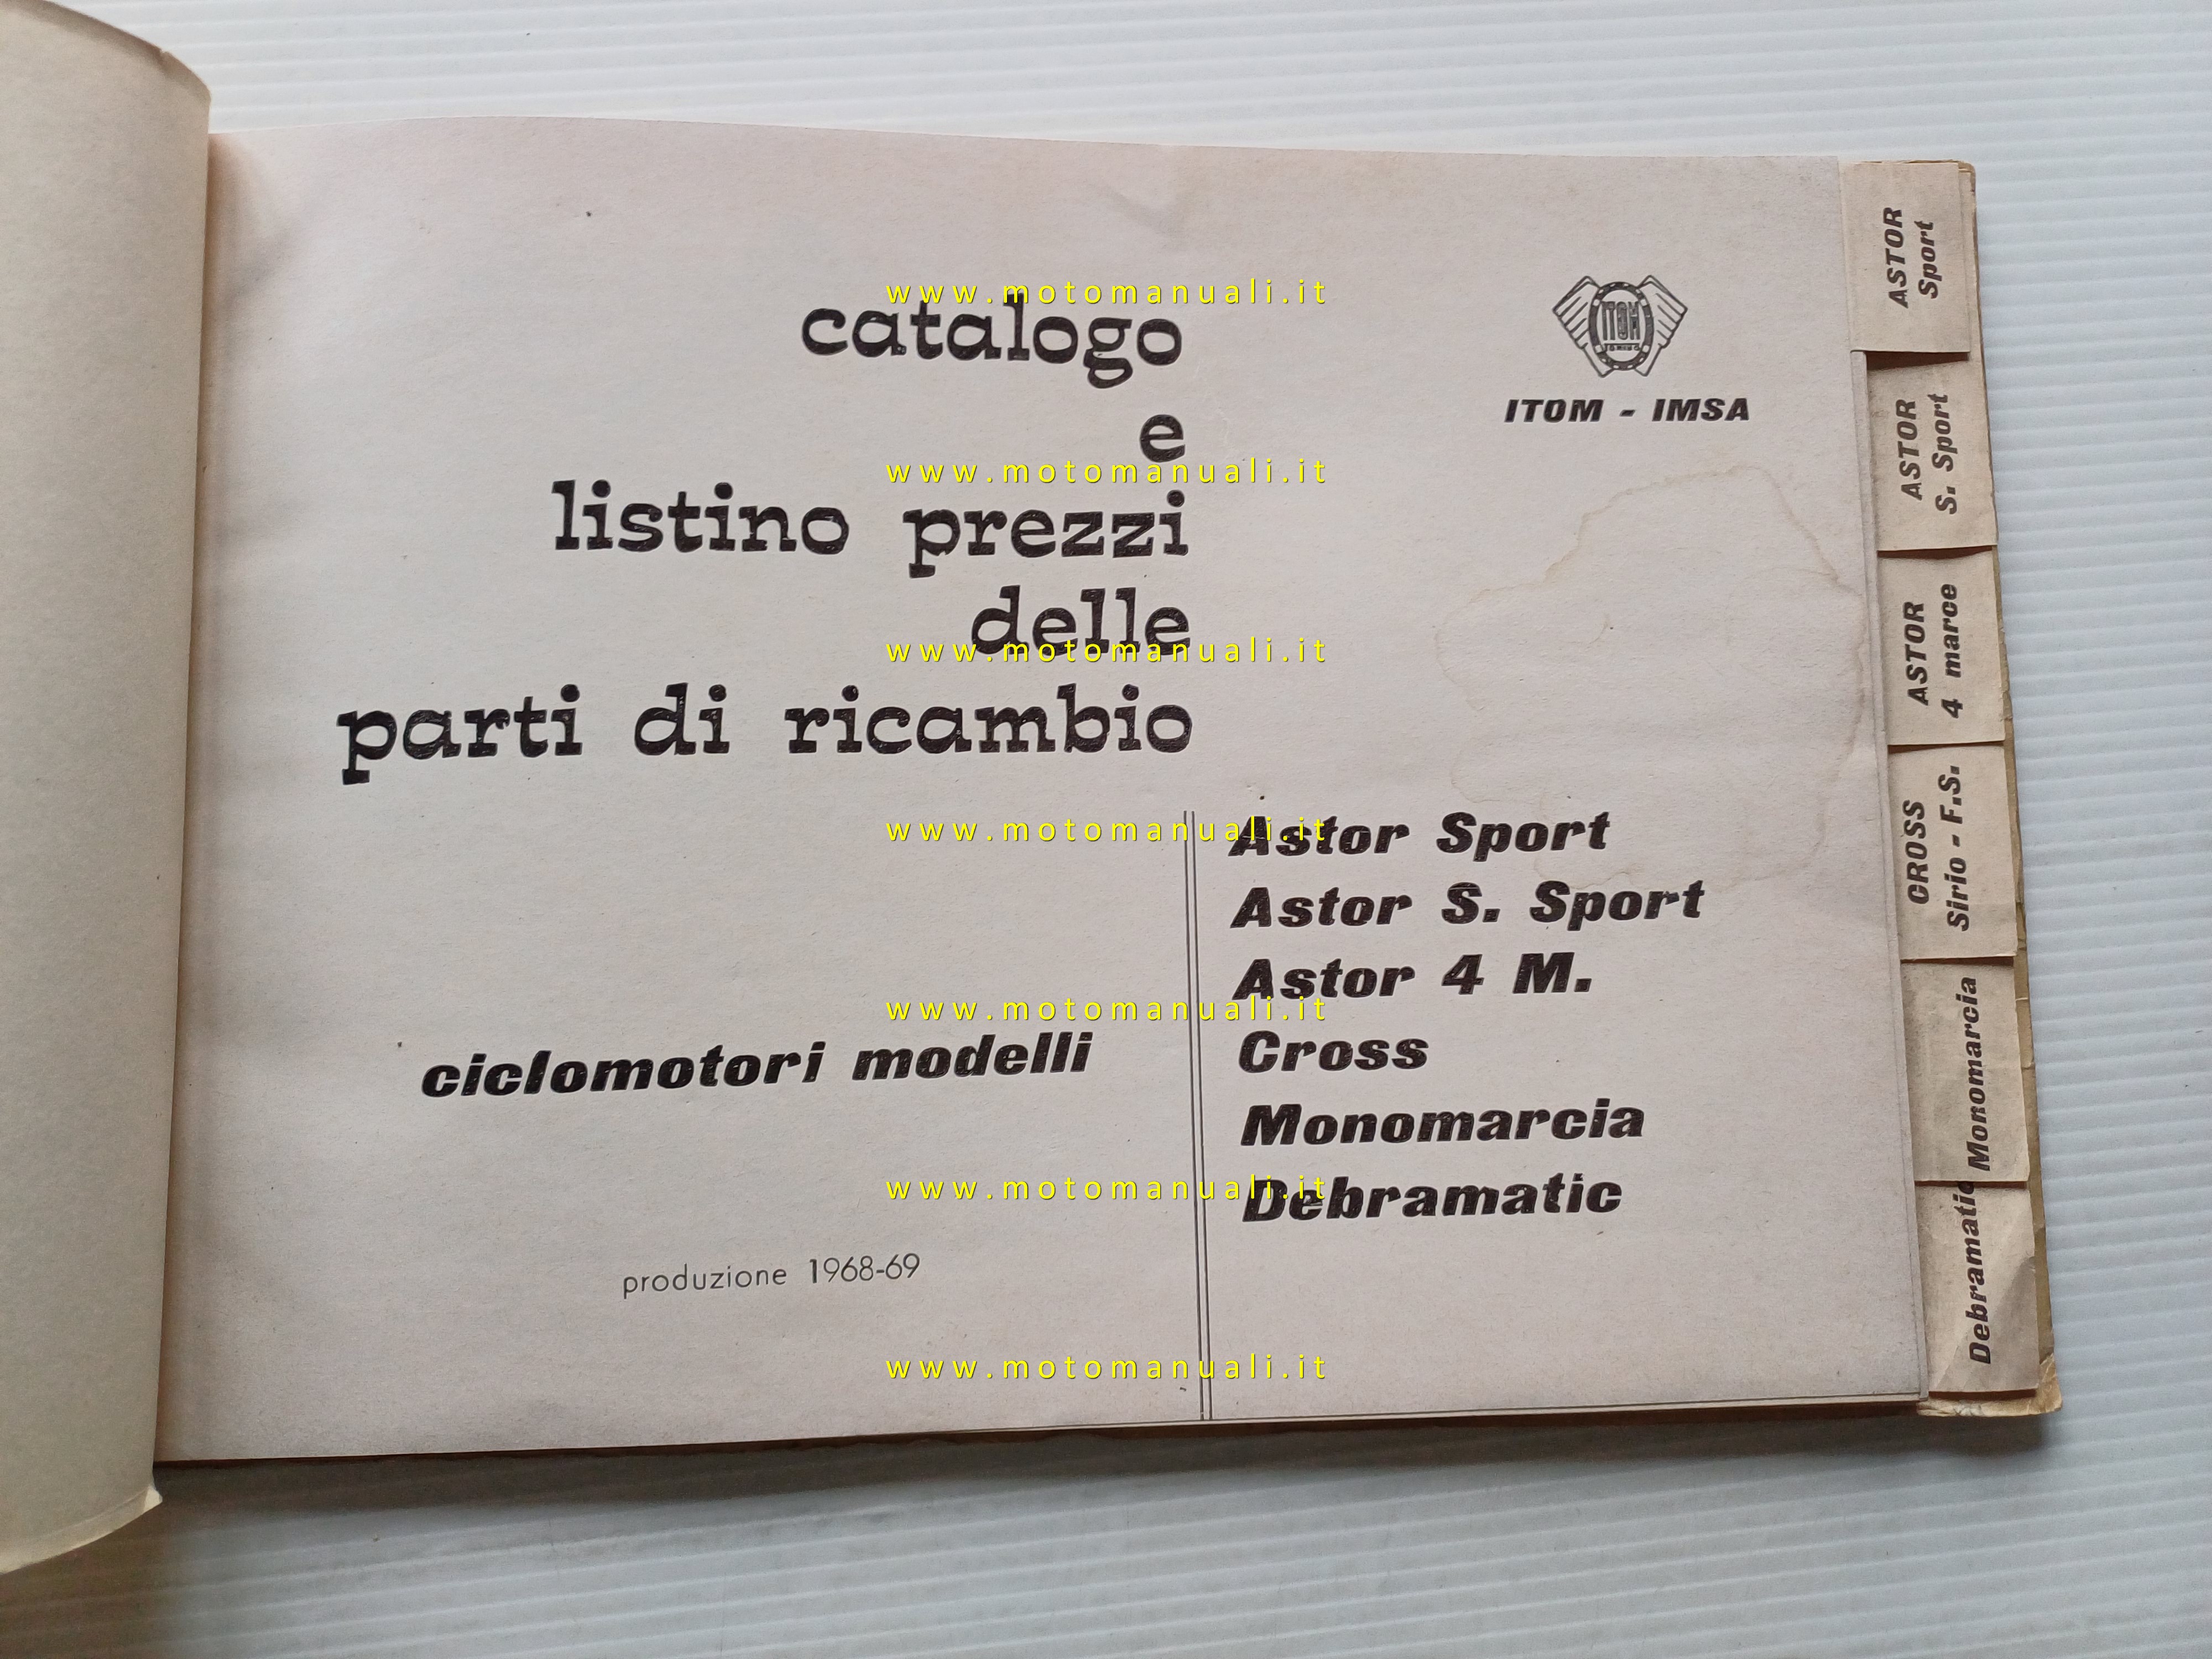 www.motomanuali.it
catalogo
e
www.motomanuali.it
listino prezzi
delle
www.motomanuali.it
parti di ricambio
ITOM
TORINO
ITOM - IMSA
www.motomanuali.it
ciclomotori modelli
Astor Sport
Astor S. Sport
Astor 4 M.
www.motomanuali.it
Cross
Monomarcia
www.motomanuali.it
Debramatic
produzione 1968-69
www.motomanuali.it
ASTOR
Sport
ASTOR
S. Sport
ASTOR
4 marce
CROSS
Sirio - F.S.
Monomarcia
Debramatic